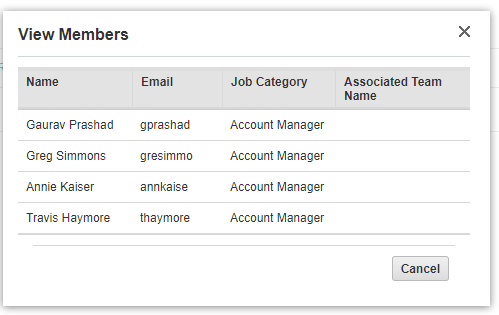 View Members
Name Email Job Category Associated Team
Name
Gaurav Prashad gprashad Account Manager
Greg Simmons gresimmo Account Manager
Annie Kaiser annkaise Account Manager
Travis Haymore thaymore Account Manager
Cancel